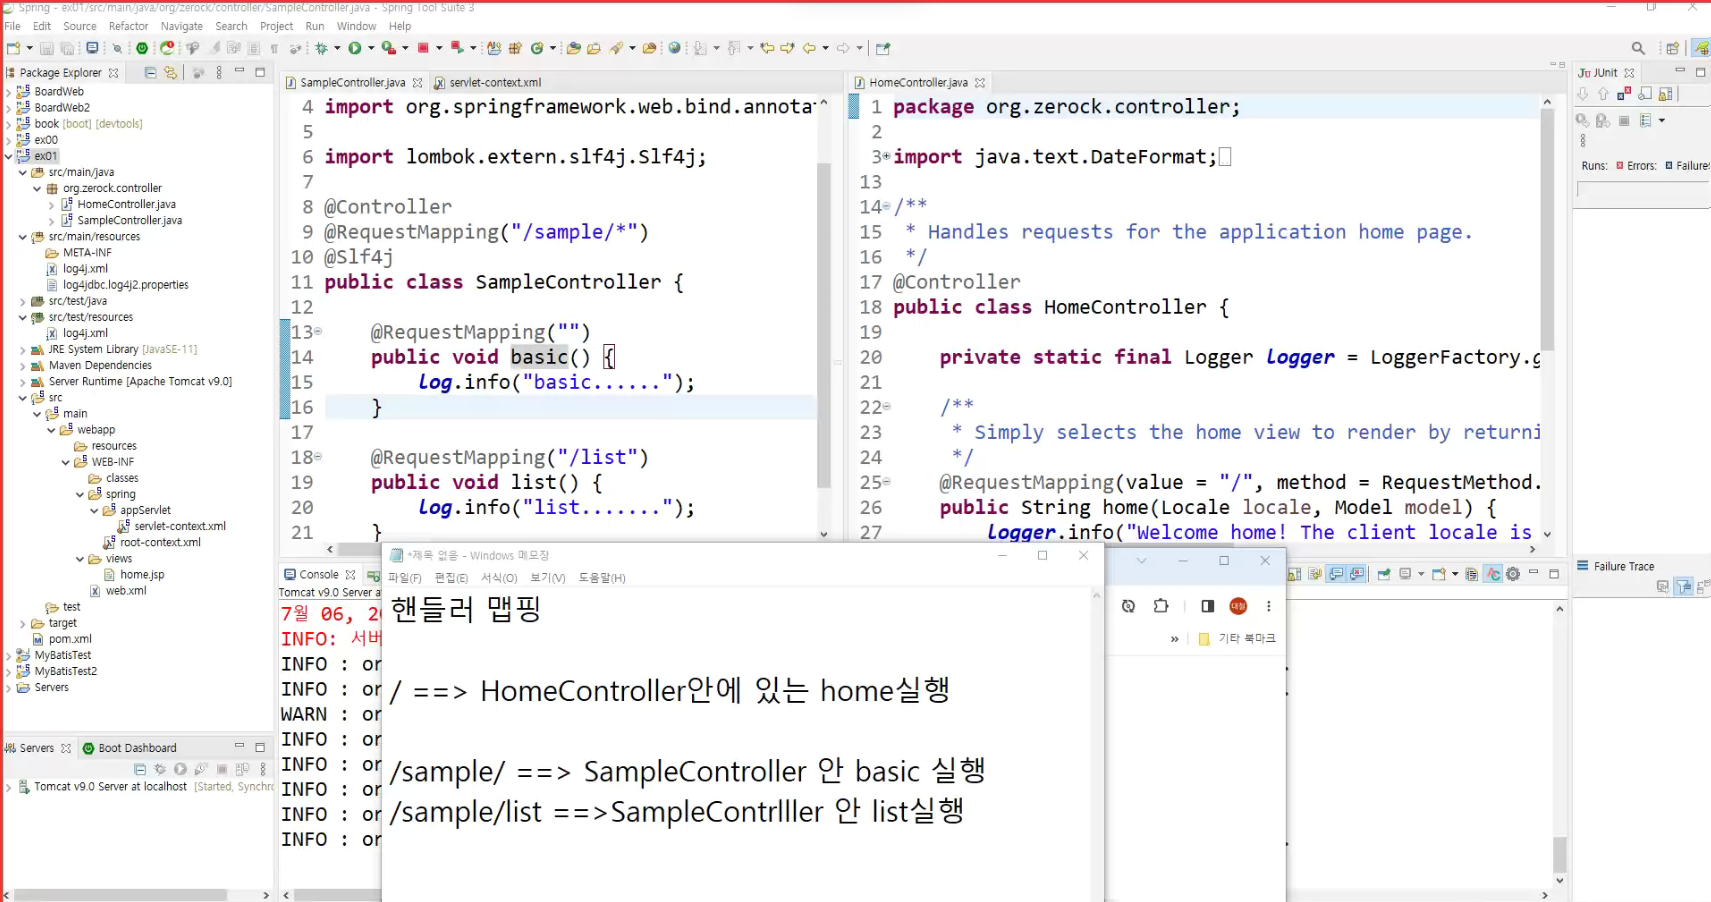 Spring - ex01/src/main/java/org/zerock/controller/SampleController.java - Spring Tool Suite 3
File Edit Source Refactor Navigate Search Project Run Window Help
Package Explorer
BoardWeb
BoardWeb2
book [boot] [devtools]
ex00
ex01
src/main/java
org.zerock.controller
HomeController.java
SampleController.java
src/main/resources
META-INF
log4j.xml
log4jdbc.log4j2.properties
src/test/java
src/test/resources
log4j.xml
JRE System Library [JavaSE-11]
Maven Dependencies
Server Runtime [Apache Tomcat v9.0]
src
main
webapp
resources
WEB-INF
classes
spring
appServlet
servlet-context.xml
root-context.xml
views
home.jsp
web.xml
test
target
pom.xml
MyBatisTest
MyBatisTest2
Servers
Servers Boot Dashboard
Tomcat v9.0 Server at localhost [Started, Synchro
SampleController.java servlet-context.xml
4 import org.springframework.web.bind.annota
5
6 import lombok.extern.slf4j.Slf4j;
7
8 @Controller
9 @RequestMapping("/sample/*")
10 @Slf4j
11 public class SampleController {
12
13 @RequestMapping("")
14 public void basic() {
15 log.info("basic......");
16 }
17
18 @RequestMapping("/list")
19 public void list() {
20 log.info("list.......");
21 }
HomeController.java
1 package org.zerock.controller;
2
3 import java.text.DateFormat;
13
14 /**
15 * Handles requests for the application home page.
16 */
17 @Controller
18 public class HomeController {
19
20 private static final Logger logger = LoggerFactory.g
21
22 /**
23 * Simply selects the home view to render by returni
24 */
25 @RequestMapping(value = "/", method = RequestMethod.
26 public String home(Locale locale, Model model) {
27 logger.info("Welcome home! The client locale is
JUnit
Runs: Errors: Failure
Failure Trace
Console
Tomcat v9.0 Server a
7월 06, 20
INFO: 서버
INFO : or
INFO : or
WARN : or
INFO : or
INFO : or
INFO : or
INFO : or
INFO : or
*제목 없음 - Windows 메모장
파일(F) 편집(E) 서식(O) 보기(V) 도움말(H)
핸들러 맵핑
/ ==> HomeController안에 있는 home실행
/sample/ ==> SampleController 안 basic 실행
/sample/list ==>SampleContrlller 안 list실행
대철
» 기타 북마크